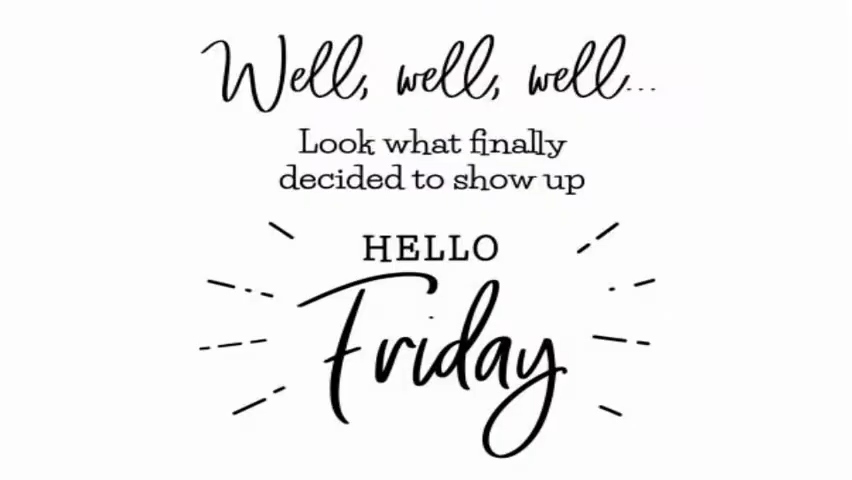 Well, well, well...
Look what finally
decided to show up
HELLO
Friday